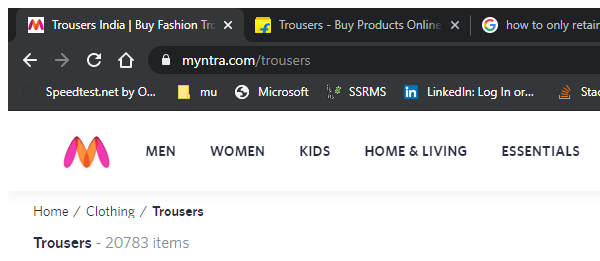 Trousers India | Buy Fashion Tro
Trousers - Buy Products Online
how to only retain
myntra.com/trousers
Speedtest.net by O...
mu
Microsoft
SSRMS
LinkedIn: Log In or...
Stac
MEN
WOMEN
KIDS
HOME & LIVING
ESSENTIALS
Home / Clothing / Trousers
Trousers - 20783 items